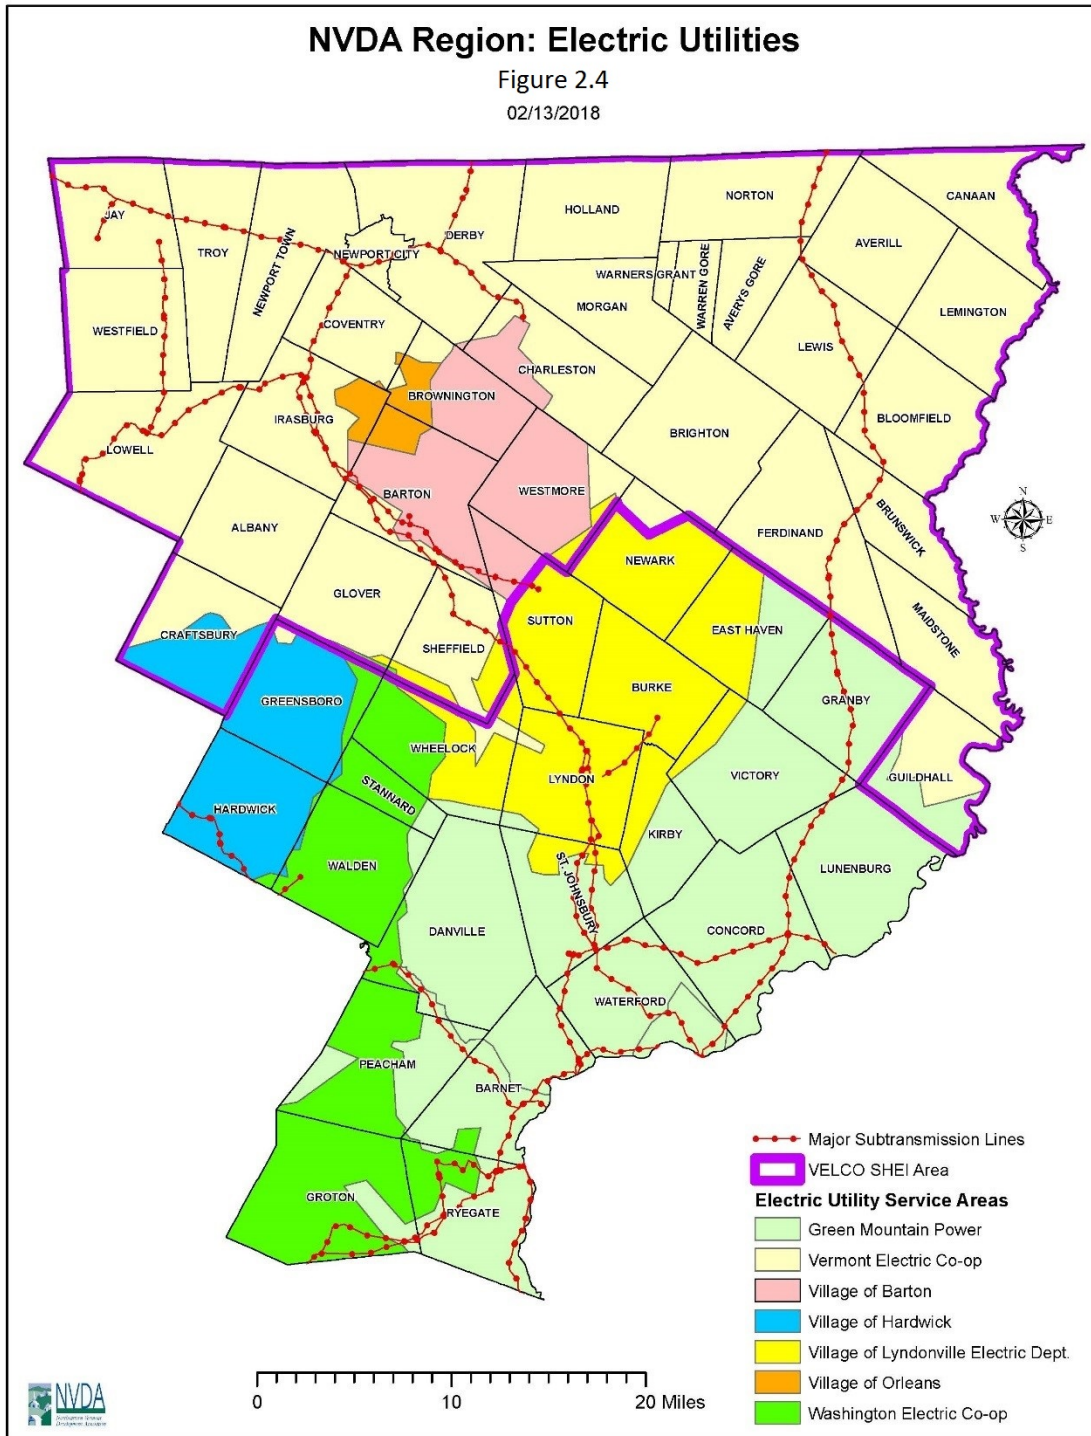 NVDA Region: Electric Utilities
Figure 2.4
02/13/2018
CANAAN
NORTON
HOLLAND
JAY
DERBY
AVERILL
TROY
NEWPORT TOWN
NEWPORT CITY
WARNERS GRANT
WARREN GORE
AVERYS GORE
MORGAN
LEMINGTON
COVENTRY
WESTFIELD
LEWIS
CHARLESTON
BROWNINGTON
BLOOMFIELD
IRASBURG
BRIGHTON
LOWELL
BARTON
WESTMORE
BRUNSWICK
ALBANY
FERDINAND
NEWARK
N
W
E
S
GLOVER
MAIDSTONE
SUTTON
EAST HAVEN
CRAFTSBURY
SHEFFIELD
BURKE
GREENSBORO
GRANBY
WHEELOCK
LYNDON
VICTORY
GUILDHALL
STANNARD
HARDWICK
KIRBY
WALDEN
LUNENBURG
ST. JOHNSBURY
DANVILLE
CONCORD
WATERFORD
PEACHAM
BARNET
GROTON
RYEGATE
Major Subtransmission Lines
VELCO SHEI Area
Electric Utility Service Areas
Green Mountain Power
Vermont Electric Co-op
Village of Barton
Village of Hardwick
Village of Lyndonville Electric Dept.
Village of Orleans
Washington Electric Co-op
0 10 20 Miles
NVDA